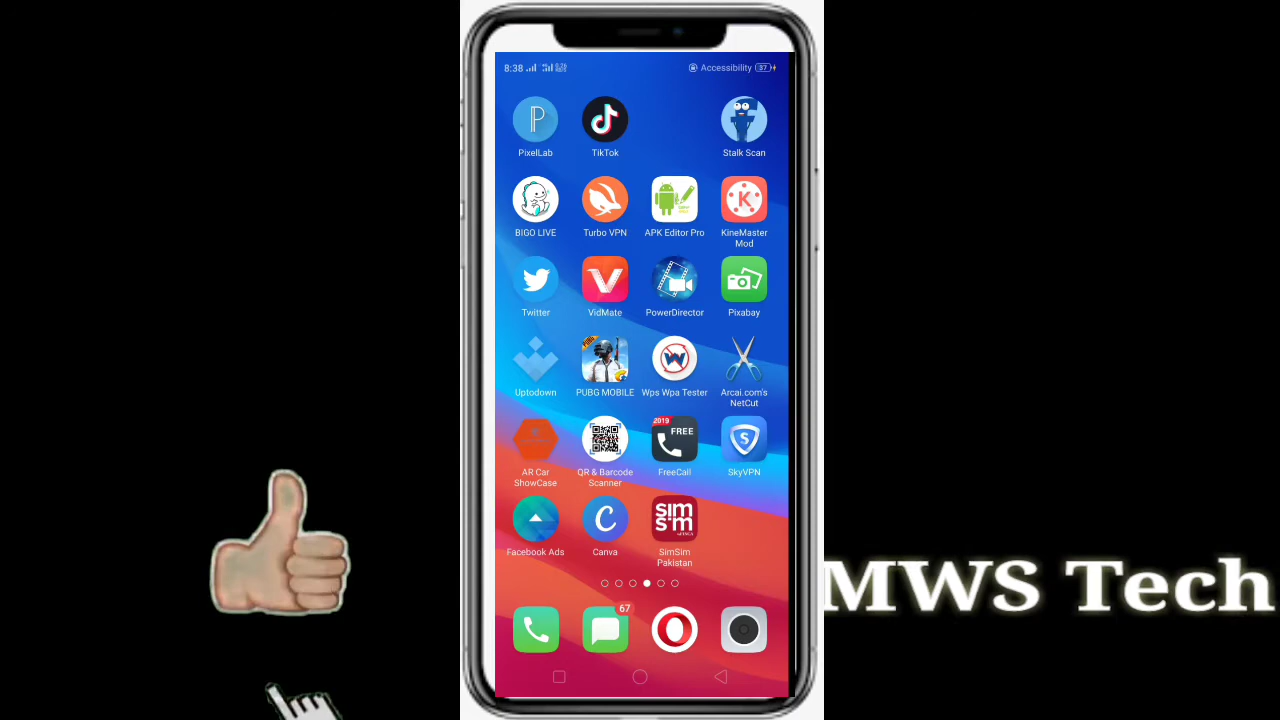 8:38
Accessibility 37
PixelLab
TikTok
Stalk Scan
BIGO LIVE
Turbo VPN
APK Editor Pro
KineMaster
Mod
Twitter
VidMate
PowerDirector
Pixabay
PUBG
Uptodown
PUBG MOBILE
Wps Wpa Tester
Arcai.com's
NetCut
2019
FREE
AR Car
ShowCase
QR & Barcode
Scanner
FreeCall
SkyVPN
sim
sim
Facebook Ads
Canva
SimSim
Pakistan
67
MWS Tech